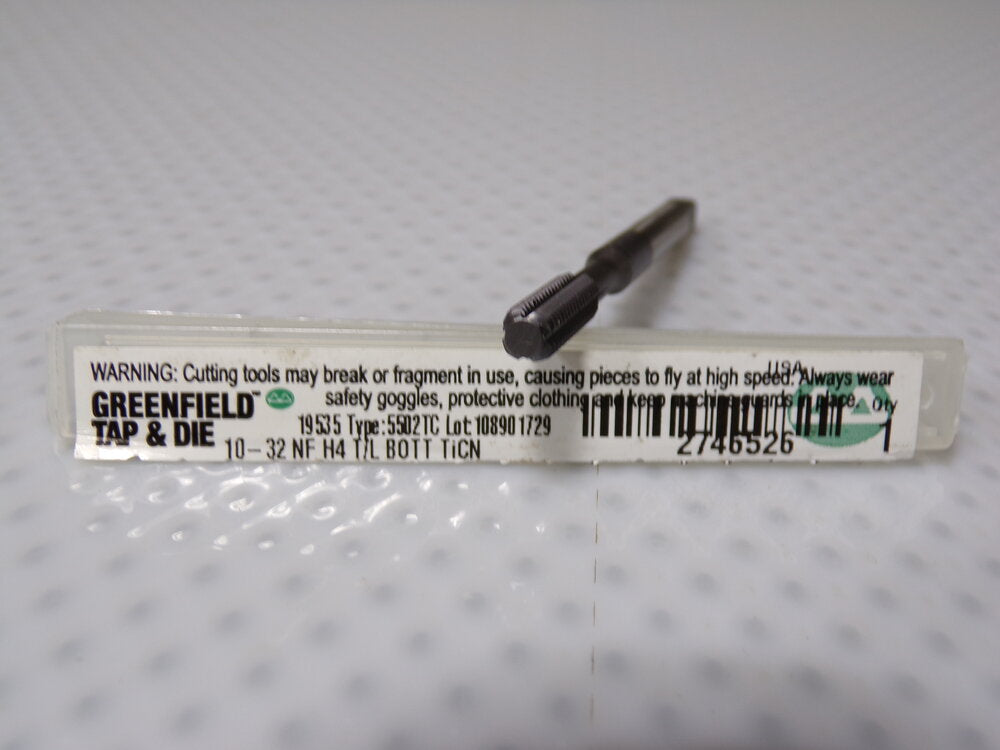 USA
WARNING: Cutting tools may break or fragment in use, causing pieces to fly at high speed. Always wear
safety goggles, protective clothing and keep machine guards in place.
GREENFIELD™
TAP & DIE
19535 Type:5502TC Lot:108901729
10-32 NF H4 T/L BOTT TiCN
2746526
Qty
1